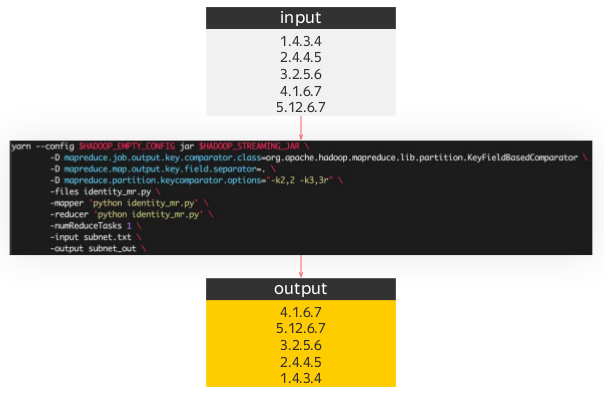 input
1.4.3.4
2.4.4.5
3.2.5.6
4.1.6.7
5.12.6.7
yarn --config $HADOOP_EMPTY_CONFIG jar $HADOOP_STREAMING_JAR \
-D mapreduce.job.output.key.comparator.class=org.apache.hadoop.mapreduce.lib.partition.KeyFieldBasedComparator \
-D mapreduce.map.output.key.field.separator=. \
-D mapreduce.partition.keycomparator.options="-k2,2 -k3,3r" \
-files identity_mr.py \
-mapper 'python identity_mr.py' \
-reducer 'python identity_mr.py' \
-numReduceTasks 1 \
-input subnet.txt \
-output subnet_out \
output
4.1.6.7
5.12.6.7
3.2.5.6
2.4.4.5
1.4.3.4